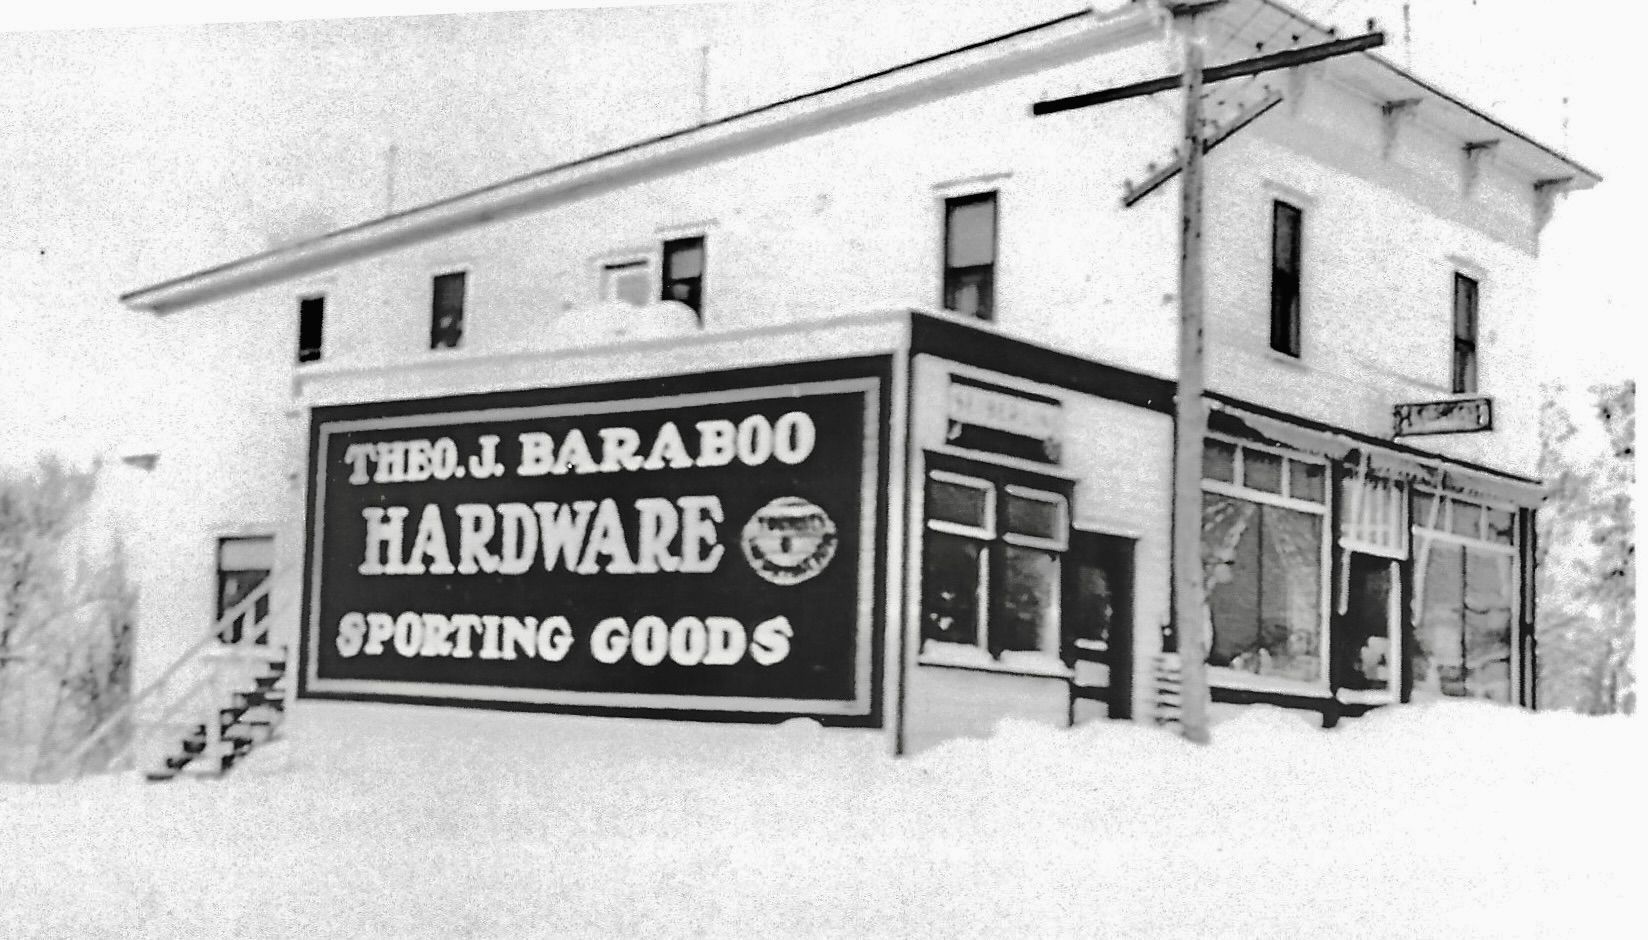 THEO. J. BARABOO
HARDWARE
SPORTING GOODS